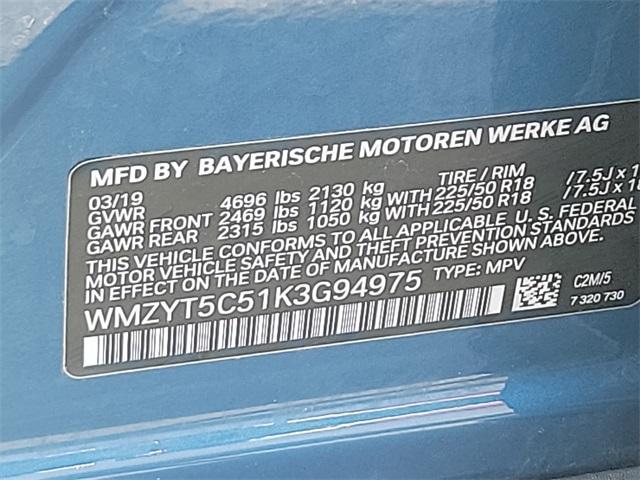 MFD BY BAYERISCHE MOTOREN WERKE AG
03/19 TIRE / RIM
GVWR 4696 lbs 2130 kg
GAWR FRONT 2469 lbs 1120 kg WITH 225/50 R18 /7.5J x
GAWR REAR 2315 lbs 1050 kg WITH 225/50 R18 /7.5J x
THIS VEHICLE CONFORMS TO ALL APPLICABLE U. S. FEDERAL
MOTOR VEHICLE SAFETY AND THEFT PREVENTION STANDARDS
IN EFFECT ON THE DATE OF MANUFACTURE SHOWN ABOVE.
WMZYT5C51K3G94975 TYPE: MPV
C2M/5
7 320 730